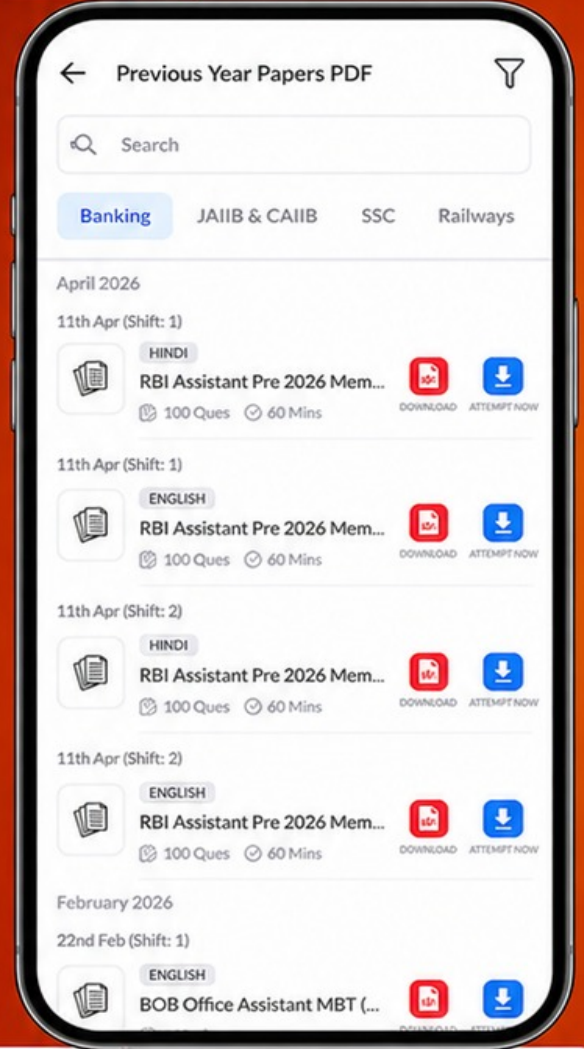 Previous Year Papers PDF
Search
Banking JAIIB & CAIIB SSC Railways
April 2026
11th Apr (Shift: 1)
HINDI
RBI Assistant Pre 2026 Mem...
100 Ques 60 Mins
DOWNLOAD ATTEMPT NOW
11th Apr (Shift: 1)
ENGLISH
RBI Assistant Pre 2026 Mem...
100 Ques 60 Mins
DOWNLOAD ATTEMPT NOW
11th Apr (Shift: 2)
HINDI
RBI Assistant Pre 2026 Mem...
100 Ques 60 Mins
DOWNLOAD ATTEMPT NOW
11th Apr (Shift: 2)
ENGLISH
RBI Assistant Pre 2026 Mem...
100 Ques 60 Mins
DOWNLOAD ATTEMPT NOW
February 2026
22nd Feb (Shift: 1)
ENGLISH
BOB Office Assistant MBT (...